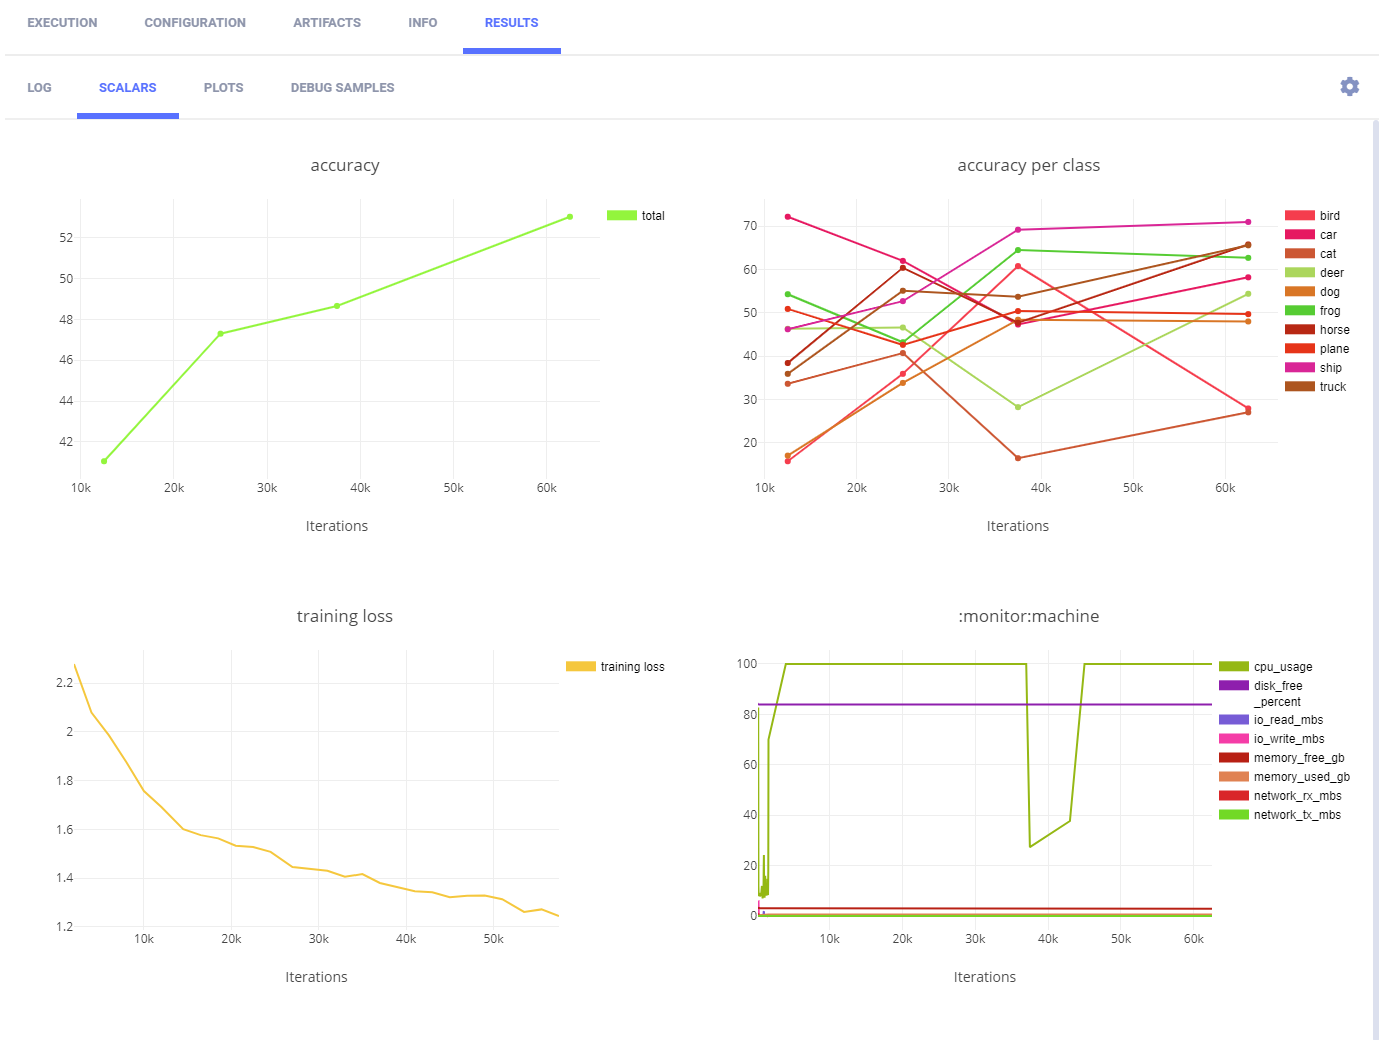 EXECUTION CONFIGURATION ARTIFACTS INFO RESULTS
LOG SCALARS PLOTS DEBUG SAMPLES
accuracy
52
50
48
46
44
42
10k 20k 30k 40k 50k 60k
Iterations
total
accuracy per class
70
60
50
40
30
20
10k 20k 30k 40k 50k 60k
Iterations
bird
car
cat
deer
dog
frog
horse
plane
ship
truck
training loss
2.2
2
1.8
1.6
1.4
1.2
10k 20k 30k 40k 50k
Iterations
training loss
:monitor:machine
100
80
60
40
20
0
10k 20k 30k 40k 50k 60k
Iterations
cpu_usage
disk_free
_percent
io_read_mbs
io_write_mbs
memory_free_gb
memory_used_gb
network_rx_mbs
network_tx_mbs